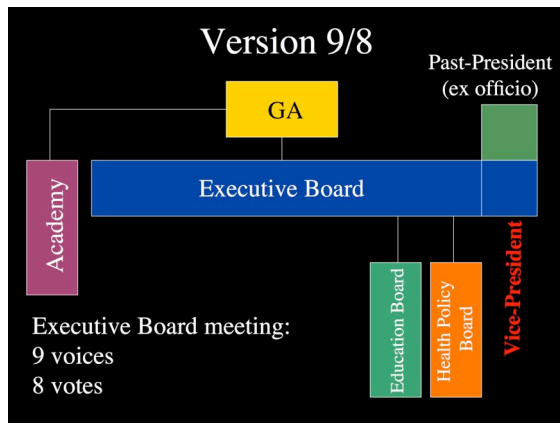 Version 9/8
Past-President
(ex officio)
GA
Academy
Executive Board
Education Board
Health Policy
Board
Vice-President
Executive Board meeting:
9 voices
8 votes